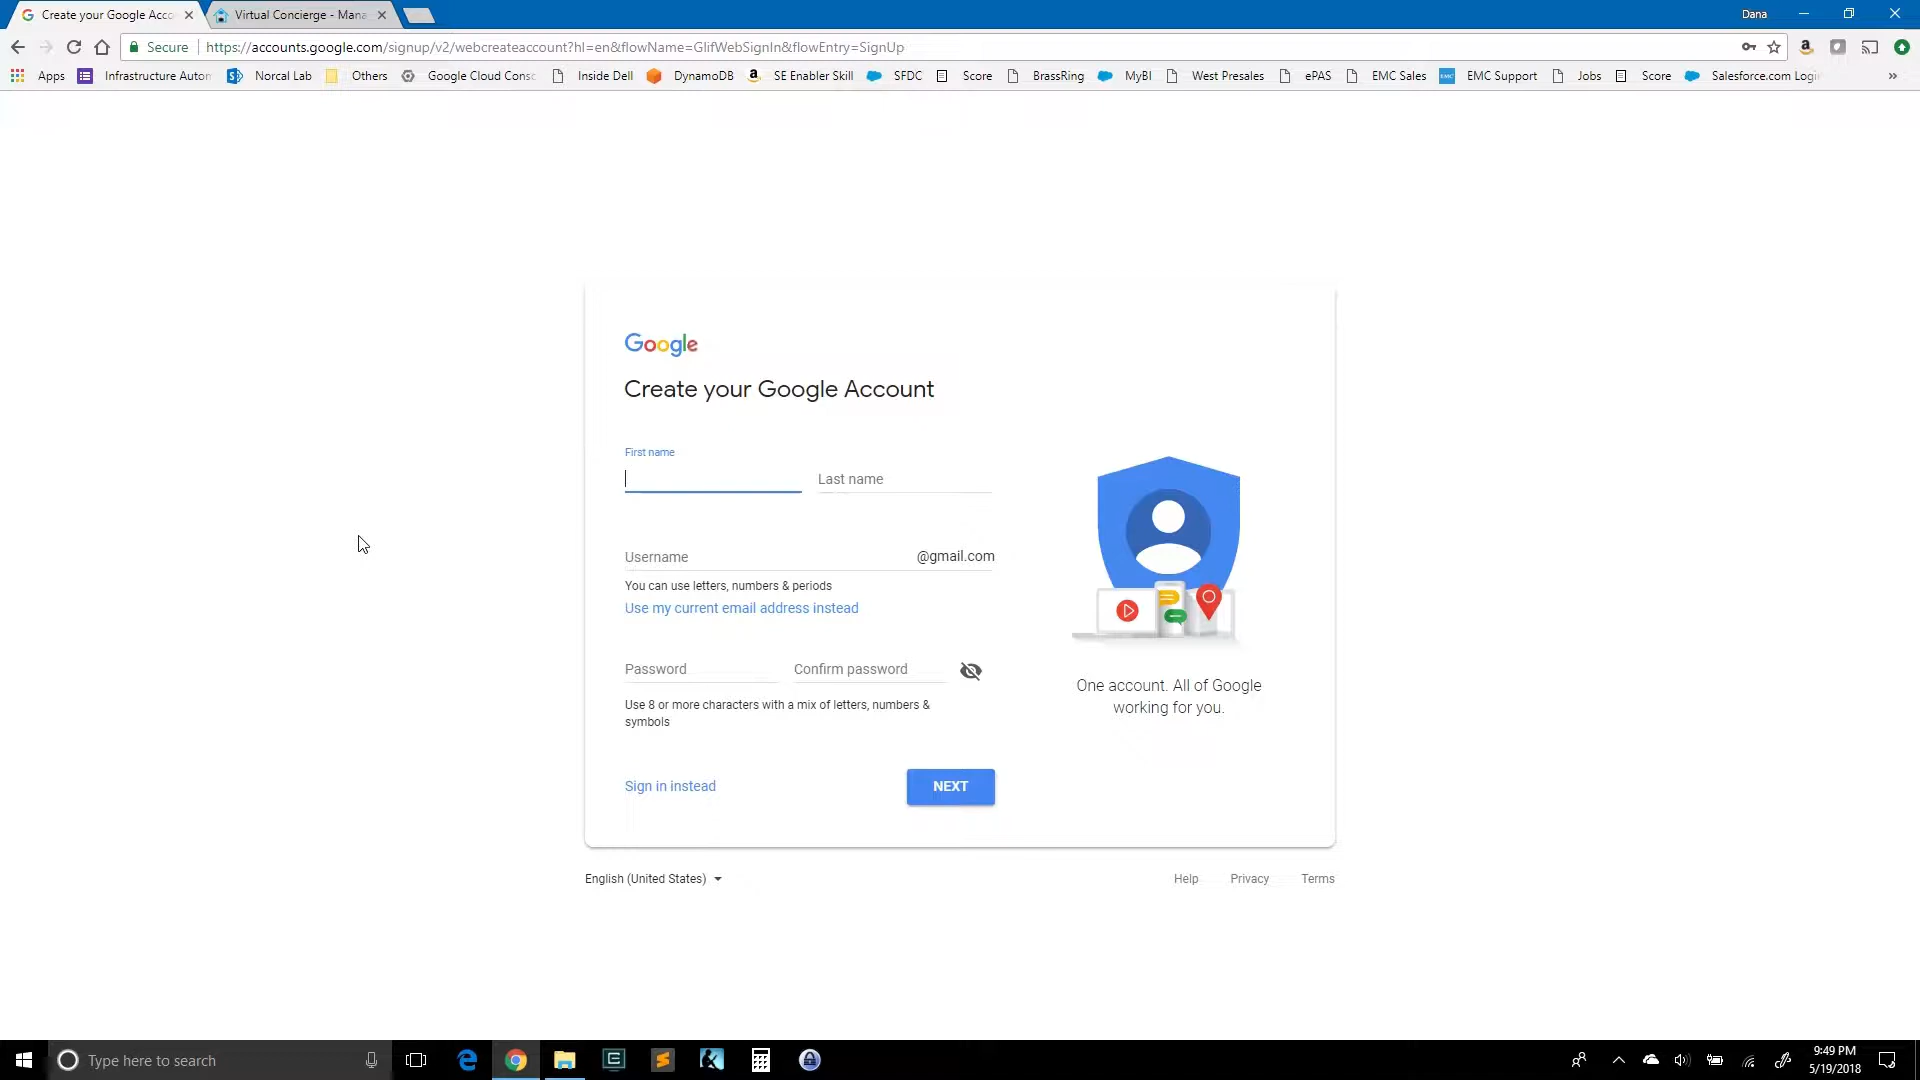 Create your Google Acco
Virtual Concierge - Mana
Dana
Secure
https://accounts.google.com/signup/v2/webcreateaccount?hl=en&flowName=GlifWebSignIn&flowEntry=SignUp
Apps
Infrastructure Auton
Norcal Lab
Others
Google Cloud Consc
Inside Dell
DynamoDB
SE Enabler Skill
SFDC
Score
BrassRing
MyBI
West Presales
ePAS
EMC Sales
EMC
EMC Support
Jobs
Score
Salesforce.com Logi
»
Google
Create your Google Account
First name
Last name
Username
@gmail.com
You can use letters, numbers & periods
Use my current email address instead
Password
Confirm password
Use 8 or more characters with a mix of letters, numbers &
symbols
Sign in instead
NEXT
One account. All of Google
working for you.
English (United States)
Help
Privacy
Terms
Type here to search
9:49 PM
5/19/2018